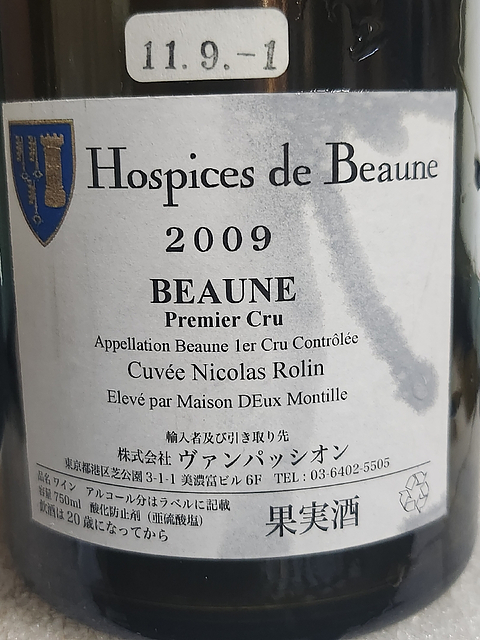 11.9.-1
Hospices de Beaune
2009
BEAUNE
Premier Cru
Appellation Beaune 1er Cru Contrôlée
Cuvée Nicolas Rolin
Elevé par Maison DEux Montille
輸入者及び引き取り先
株式会社 ヴァンパッシオン
東京都港区芝公園 3-1-1 美濃富ビル 6F TEL : 03-6402-5505
品名 ワイン アルコール分はラベルに記載
容量 750ml 酸化防止剤（亜硫酸塩）
飲酒は20歳になってから
果実酒